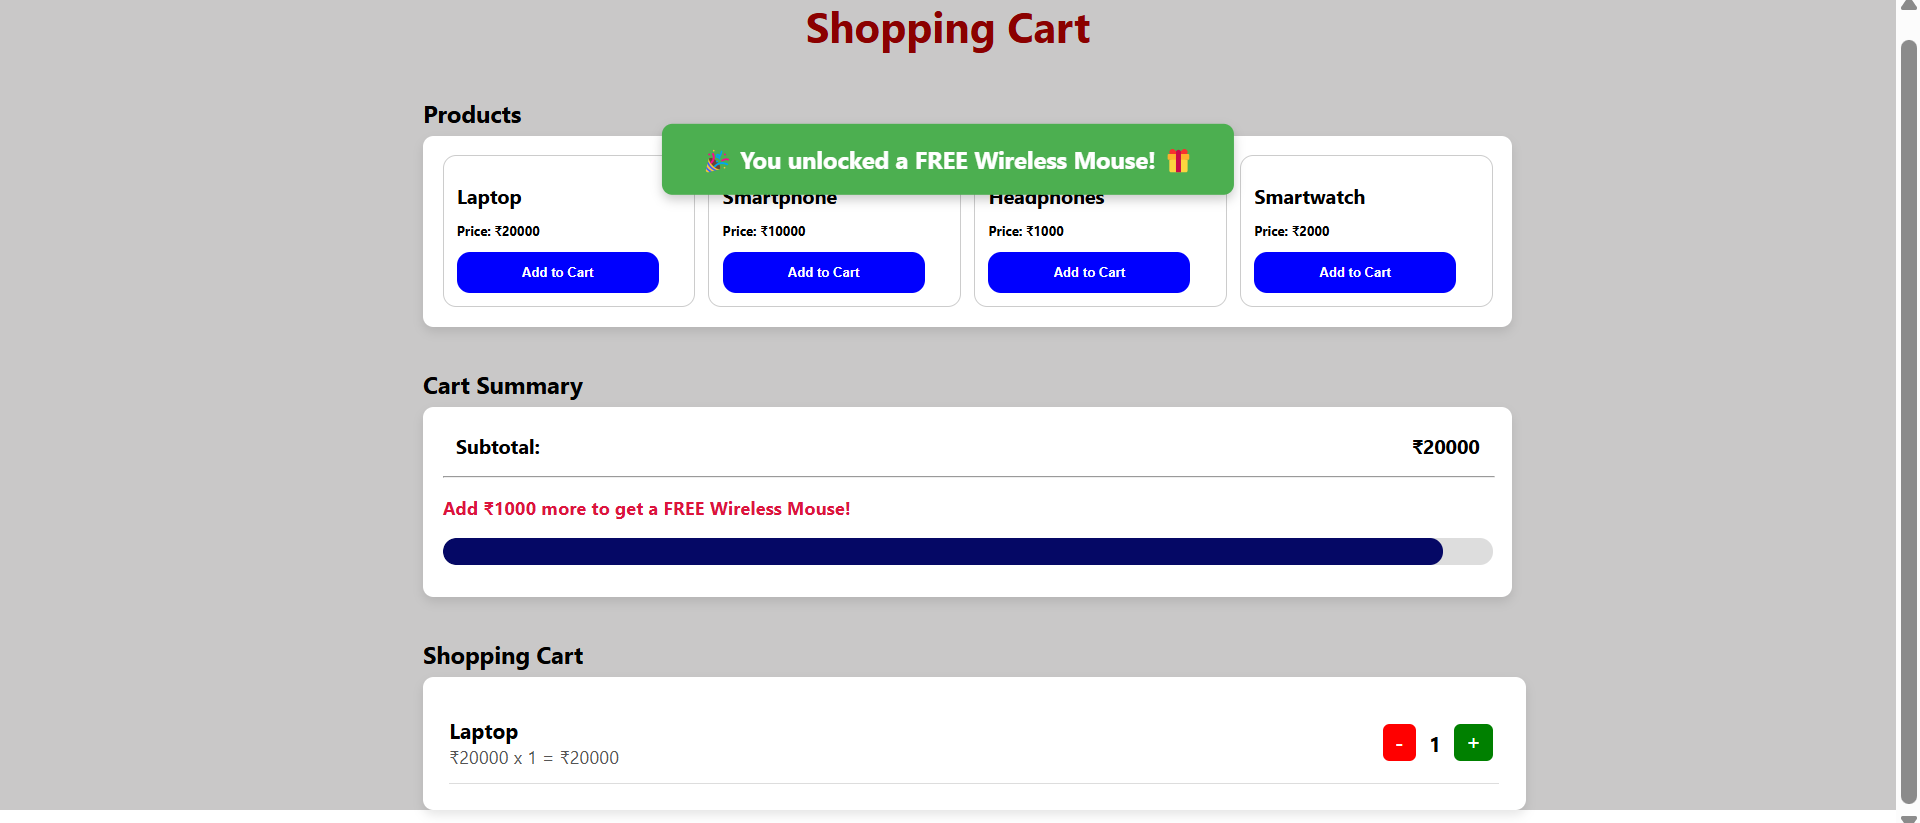 Shopping Cart
Products
🎉 You unlocked a FREE Wireless Mouse! 🎁
Laptop
Price: ₹20000
Add to Cart
Smartphone
Price: ₹10000
Add to Cart
Headphones
Price: ₹1000
Add to Cart
Smartwatch
Price: ₹2000
Add to Cart
Cart Summary
Subtotal: ₹20000
Add ₹1000 more to get a FREE Wireless Mouse!
Shopping Cart
Laptop
₹20000 x 1 = ₹20000
- 1 +